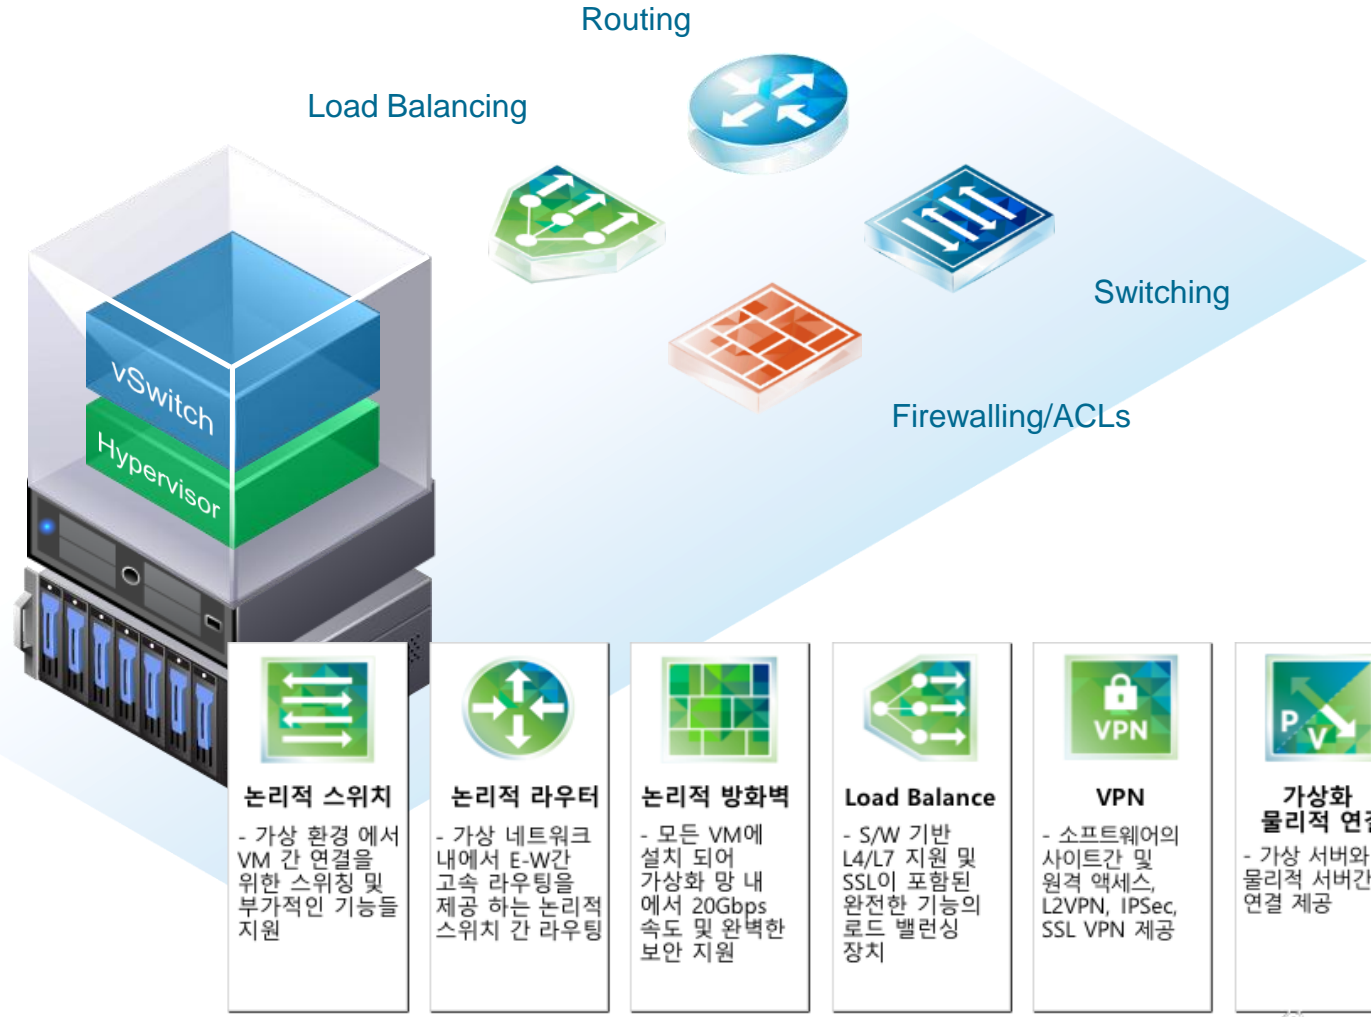 Routing
Load Balancing
Switching
Firewalling/ACLs
vSwitch
Hypervisor
논리적 스위치
- 가상 환경 에서
VM 간 연결을
위한 스위칭 및
부가적인 기능들
지원
논리적 라우터
- 가상 네트워크
내에서 E-W간
고속 라우팅을
제공 하는 논리적
스위치 간 라우팅
논리적 방화벽
- 모든 VM에
설치 되어
가상화 망 내
에서 20Gbps
속도 및 완벽한
보안 지원
Load Balance
- S/W 기반
L4/L7 지원 및
SSL이 포함된
완전한 기능의
로드 밸런싱
장치
VPN
VPN
- 소프트웨어의
사이트간 및
원격 액세스,
L2VPN, IPSec,
SSL VPN 제공
P V
가상화
물리적
- 가상 서버와
물리적 서버간
연결 제공